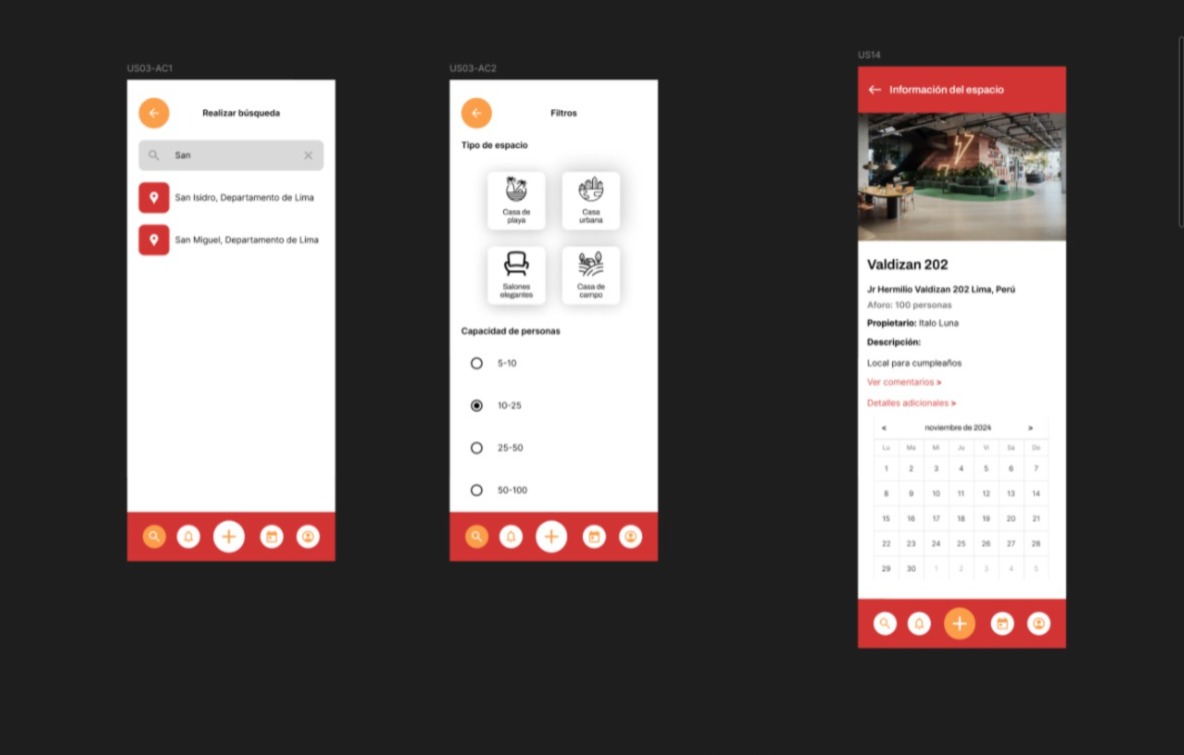 US03-AC1
Realizar búsqueda
San
San Isidro, Departamento de Lima
San Miguel, Departamento de Lima
US03-AC2
Filtros
Tipo de espacio
Casa de
playa
Casa
urbana
Salones
elegantes
Casa de
campo
Capacidad de personas
5-10
10-25
25-50
50-100
US14
Información del espacio
Valdizan 202
Jr Hermilio Valdizan 202 Lima, Perú
Aforo: 100 personas
Propietario: Italo Luna
Descripción:
Local para cumpleaños
Ver comentarios >
Detalles adicionales >
< noviembre de 2024 >
Lu Ma Mi Ju Vi Sa Do
1 2 3 4 5 6 7
8 9 10 11 12 13 14
15 16 17 18 19 20 21
22 23 24 25 26 27 28
29 30 1 2 3 4 5